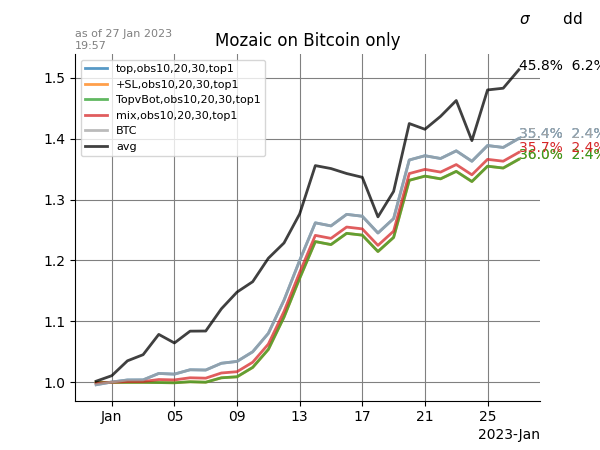 σ dd
as of 27 Jan 2023
19:57
Mozaic on Bitcoin only
top,obs10,20,30,top1
+SL,obs10,20,30,top1
TopvBot,obs10,20,30,top1
mix,obs10,20,30,top1
BTC
avg
45.8% 6.2%
35.4% 2.4%
35.7% 2.4%
36.0% 2.4%
1.5
1.4
1.3
1.2
1.1
1.0
Jan 05 09 13 17 21 25
2023-Jan